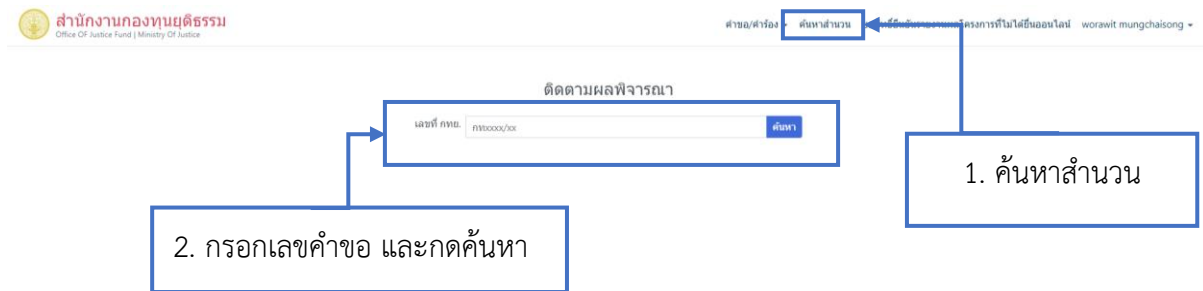 สำนักงานกองทุนยุติธรรม
Office Of Justice Fund | Ministry Of Justice
คำขอ/คำร้อง ค้นหาสำนวน โครงการที่ไม่ได้ยื่นออนไลน์ worawit mungchaisong
ติดตามผลพิจารณา
เลขที่ กทย. กทxxxx/xx ค้นหา
1. ค้นหาสำนวน
2. กรอกเลขคำขอ และกดค้นหา